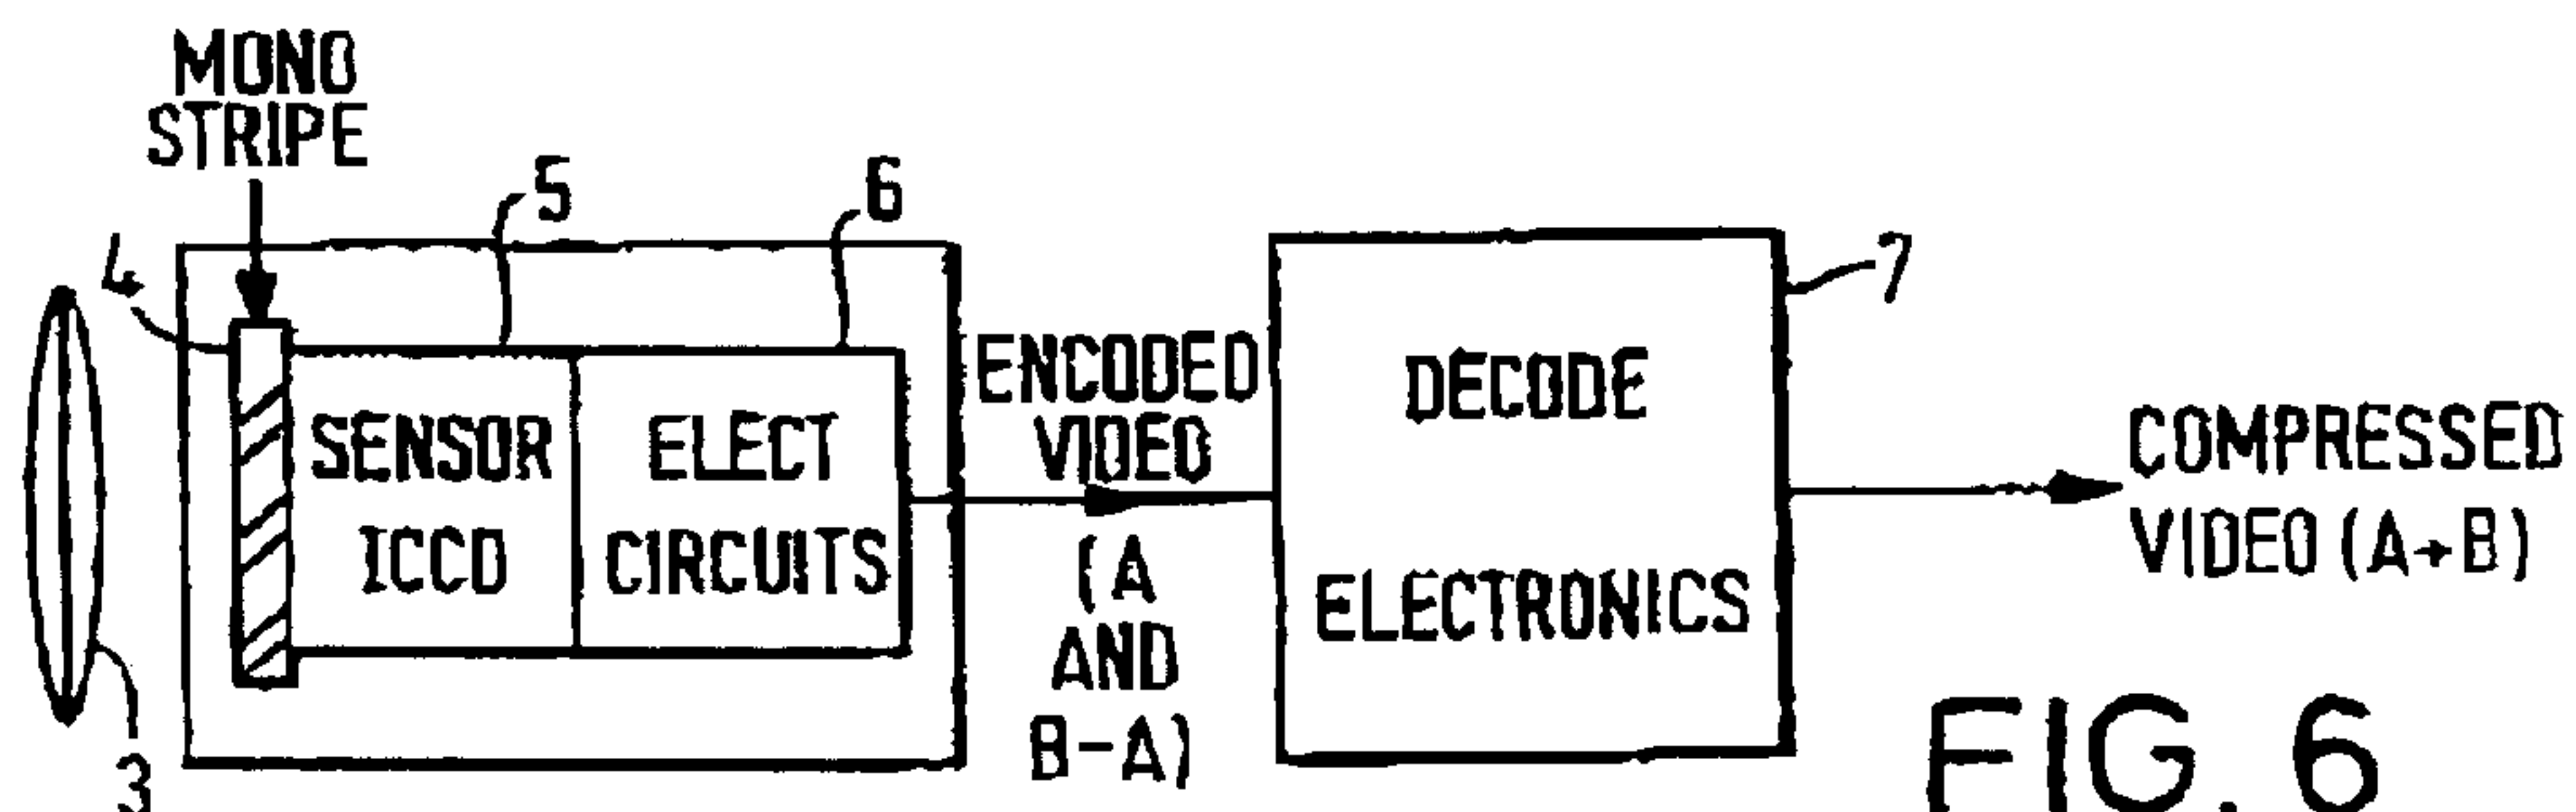 MONO
STRIPE
4
5
6
7
3
SENSOR
ICCD
ELECT
CIRCUITS
ENCODED
VIDEO
(A
AND
B-A)
DECODE
ELECTRONICS
COMPRESSED
VIDEO (A+B)
FIG. 6